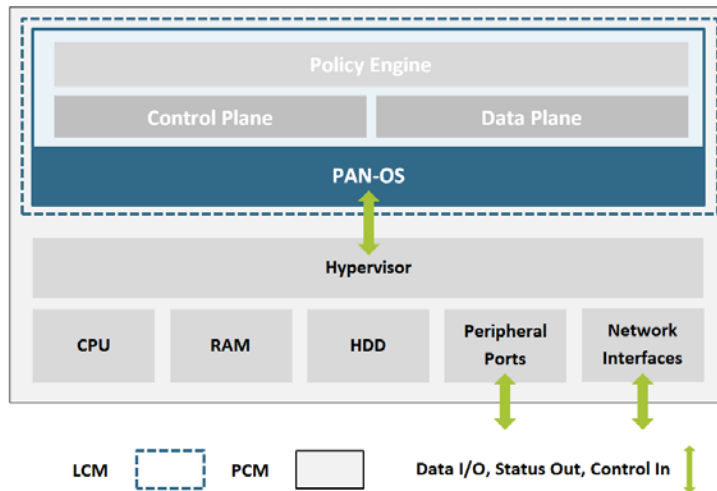 Policy Engine
Control Plane
Data Plane
PAN-OS
Hypervisor
CPU
RAM
HDD
Peripheral
Ports
Network
Interfaces
LCM
PCM
Data I/O, Status Out, Control In